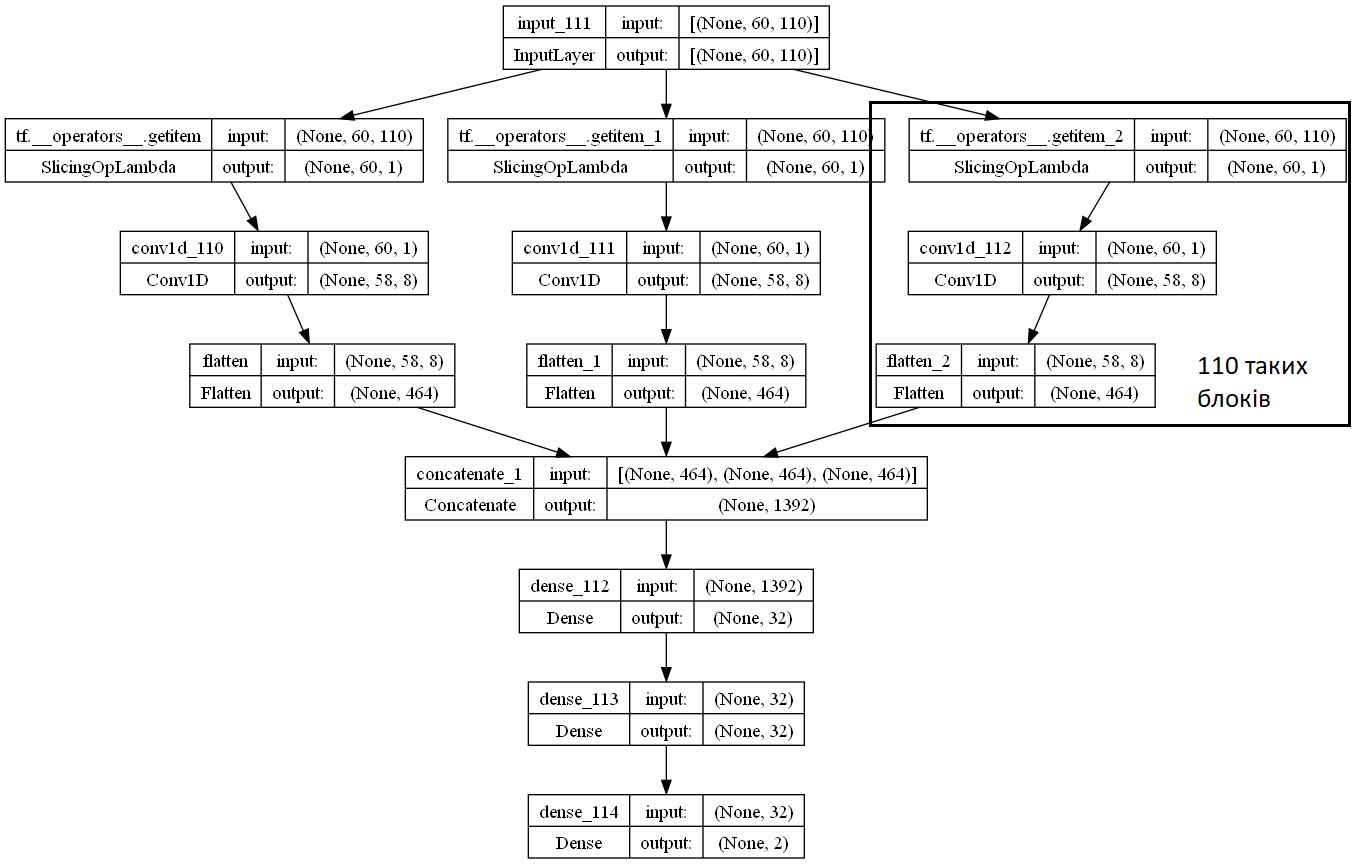 input_111 input: [(None, 60, 110)]
InputLayer output: [(None, 60, 110)]
tf.__operators__.getitem input: (None, 60, 110)
SlicingOpLambda output: (None, 60, 1)
tf.__operators__.getitem_1 input: (None, 60, 110)
SlicingOpLambda output: (None, 60, 1)
tf.__operators__.getitem_2 input: (None, 60, 110)
SlicingOpLambda output: (None, 60, 1)
conv1d_110 input: (None, 60, 1)
Conv1D output: (None, 58, 8)
conv1d_111 input: (None, 60, 1)
Conv1D output: (None, 58, 8)
conv1d_112 input: (None, 60, 1)
Conv1D output: (None, 58, 8)
flatten input: (None, 58, 8)
Flatten output: (None, 464)
flatten_1 input: (None, 58, 8)
Flatten output: (None, 464)
flatten_2 input: (None, 58, 8)
Flatten output: (None, 464)
110 таких
блоків
concatenate_1 input: [(None, 464), (None, 464), (None, 464)]
Concatenate output: (None, 1392)
dense_112 input: (None, 1392)
Dense output: (None, 32)
dense_113 input: (None, 32)
Dense output: (None, 32)
dense_114 input: (None, 32)
Dense output: (None, 2)